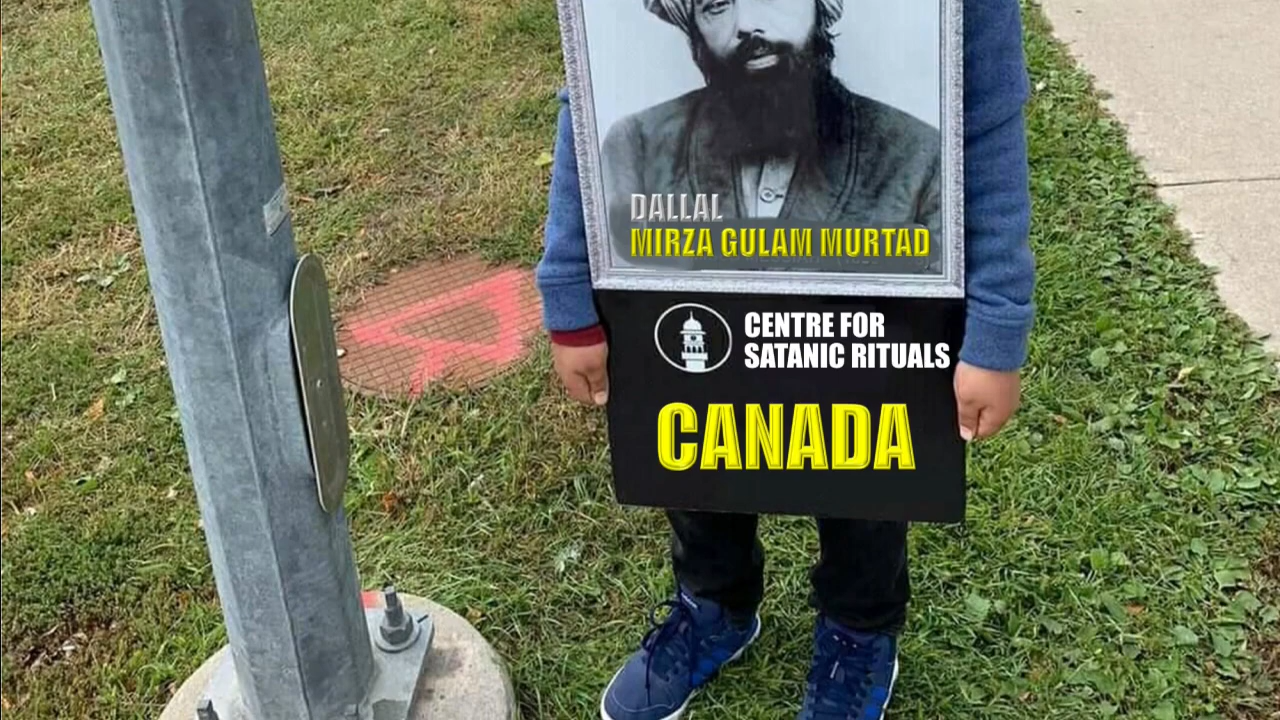 DALLAL
MIRZA GULAM MURTAD
CENTRE FOR
SATANIC RITUALS
CANADA